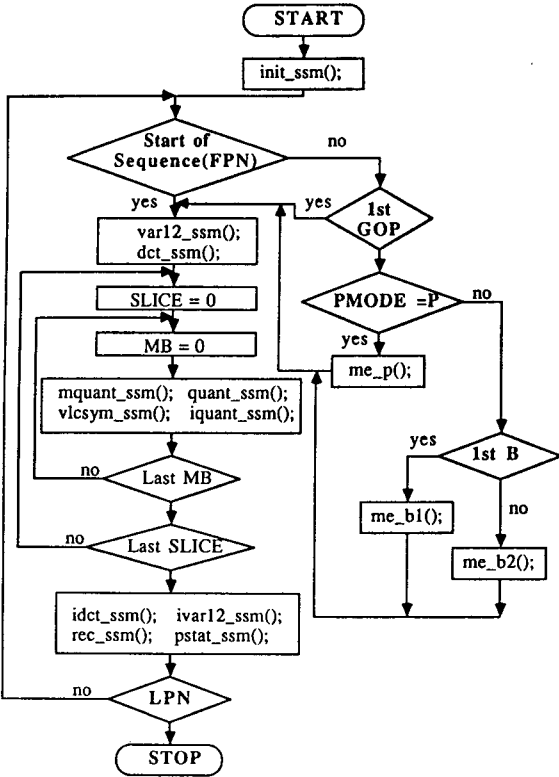 START
init_ssm();
Start of
Sequence(FPN)
no
yes
yes
1st
GOP
var12_ssm();
dct_ssm();
SLICE = 0
PMODE =P
no
MB = 0
yes
me_p();
mquant_ssm(); quant_ssm();
vlcsym_ssm(); iquant_ssm();
yes
1st B
no
Last MB
me_b1();
no
no
Last SLICE
me_b2();
idct_ssm(); ivar12_ssm();
rec_ssm; pstat_ssm();
no
LPN
STOP